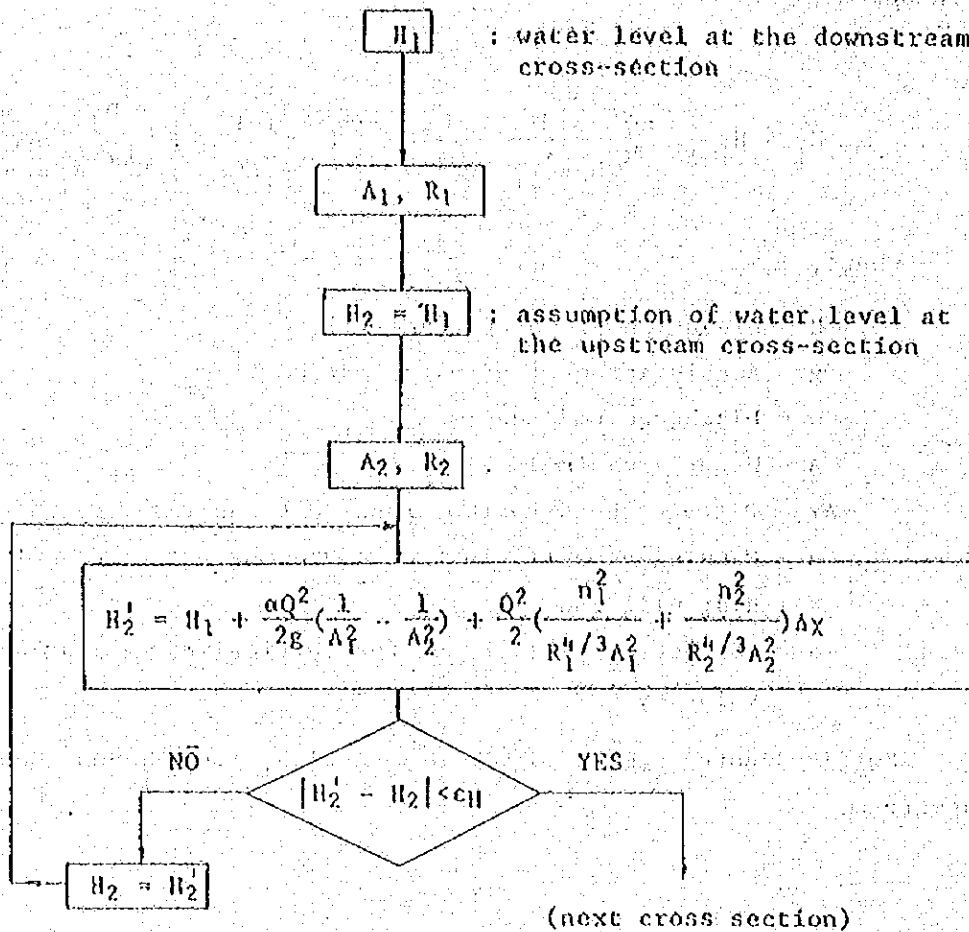 H₁ ; water level at the downstream
cross-section
A₁, R₁
H₂ = H₁ ; assumption of water level at
the upstream cross-section
A₂, R₂
H₂' = H₁ + αQ²/2g (1/A₁² - 1/A₂²) + Q²/2 (n₁²/R₁^4/3 A₁² + n₂²/R₂^4/3 A₂²) Δχ
NO
YES
|H₂' - H₂| < εH
H₂ = H₂'
(next cross section)